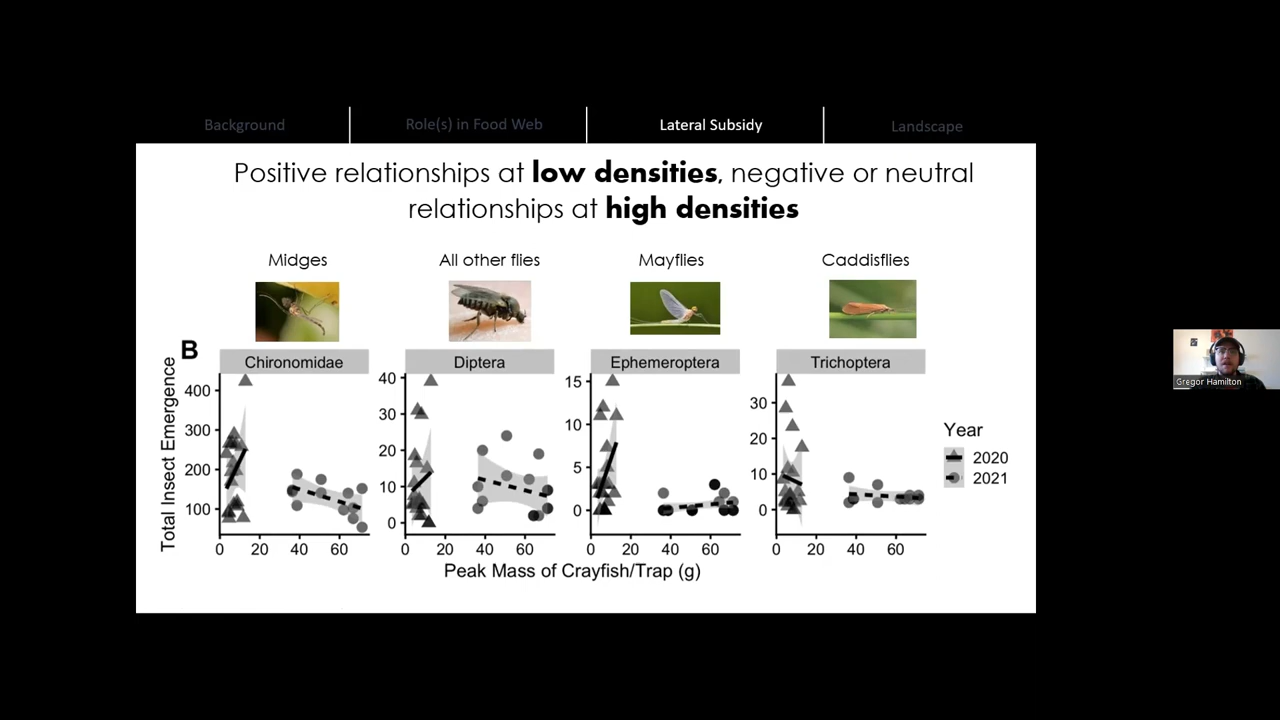 Background
Role(s) in Food Web
Lateral Subsidy
Landscape
Positive relationships at low densities, negative or neutral
relationships at high densities
Midges
All other flies
Mayflies
Caddisflies
B
Chironomidae
Diptera
Ephemeroptera
Trichoptera
Total Insect Emergence
400
300
200
100
0 20 40 60
40
30
20
10
0
0 20 40 60
15
10
5
0
0 20 40 60
30
20
10
0
0 20 40 60
Peak Mass of Crayfish/Trap (g)
Year
2020
2021
Gregor Hamilton